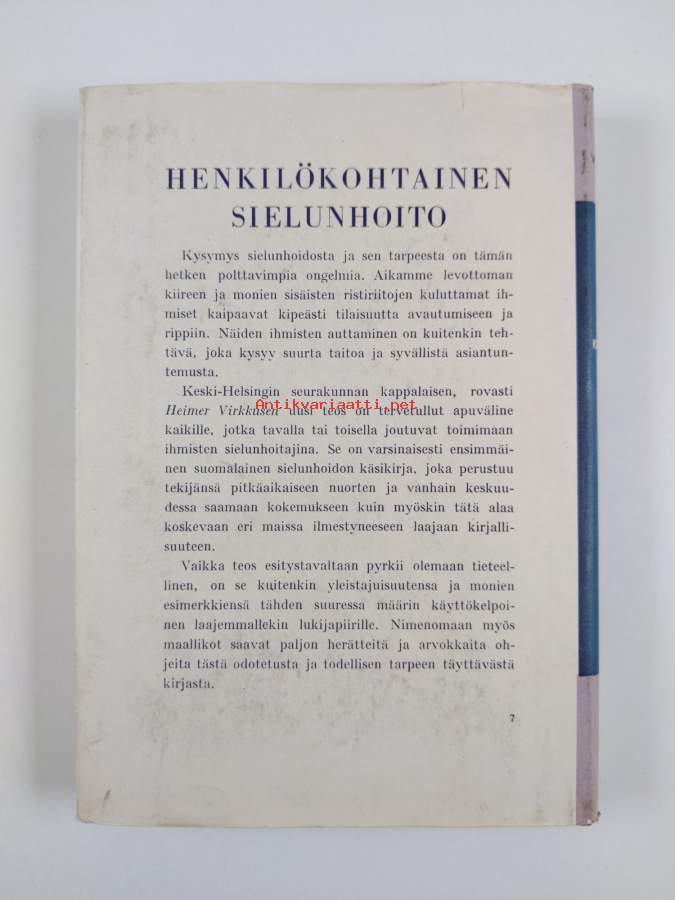 HENKILÖKOHTAINEN
SIELUNHOITO
Kysymys sielunhoidosta ja sen tarpeesta on tämän
hetken polttavimpia ongelmia. Aikamme levottoman
kiireen ja monien sisäisten ristiriitojen kuluttamat ih-
miset kaipaavat kipeästi tilaisuutta avautumiseen ja
rippiin. Näiden ihmisten auttaminen on kuitenkin teh-
tävä, joka kysyy suurta taitoa ja syvällistä asiantun-
temusta.
Keski-Helsingin seurakunnan kappalaisen, rovasti
Antikvariaatti.net
Heimer Virkkusen uusi teos on tervetullut apuväline
kaikille, jotka tavalla tai toisella joutuvat toimimaan
ihmisten sielunhoitajina. Se on varsinaisesti ensimmäi-
nen suomalainen sielunhoidon käsikirja, joka perustuu
tekijänsä pitkäaikaiseen nuorten ja vanhain keskuu-
dessa saamaan kokemukseen kuin myöskin tätä alaa
koskevaan eri maissa ilmestyneeseen laajaan kirjalli-
suuteen.
Vaikka teos esitystavaltaan pyrkii olemaan tieteel-
linen, on se kuitenkin yleistajuisuutensa ja monien
esimerkkiensä tähden suuressa määrin käyttökelpoi-
nen laajemmallekin lukijapiirille. Nimenomaan myös
maallikot saavat paljon herätteitä ja arvokkaita oh-
jeita tästä odotetusta ja todellisen tarpeen täyttävästä
kirjasta.
7